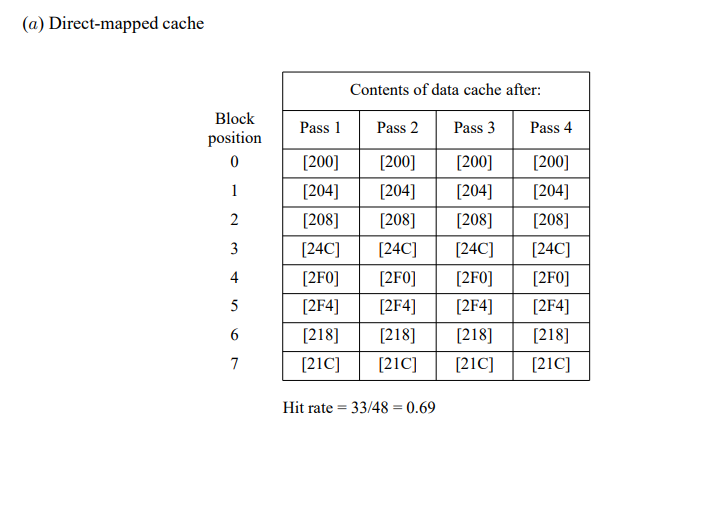 (a) Direct-mapped cache
Contents of data cache after:
Block position Pass 1 Pass 2 Pass 3 Pass 4
0 [200] [200] [200] [200]
1 [204] [204] [204] [204]
2 [208] [208] [208] [208]
3 [24C] [24C] [24C] [24C]
4 [2F0] [2F0] [2F0] [2F0]
5 [2F4] [2F4] [2F4] [2F4]
6 [218] [218] [218] [218]
7 [21C] [21C] [21C] [21C]
Hit rate = 33/48 = 0.69